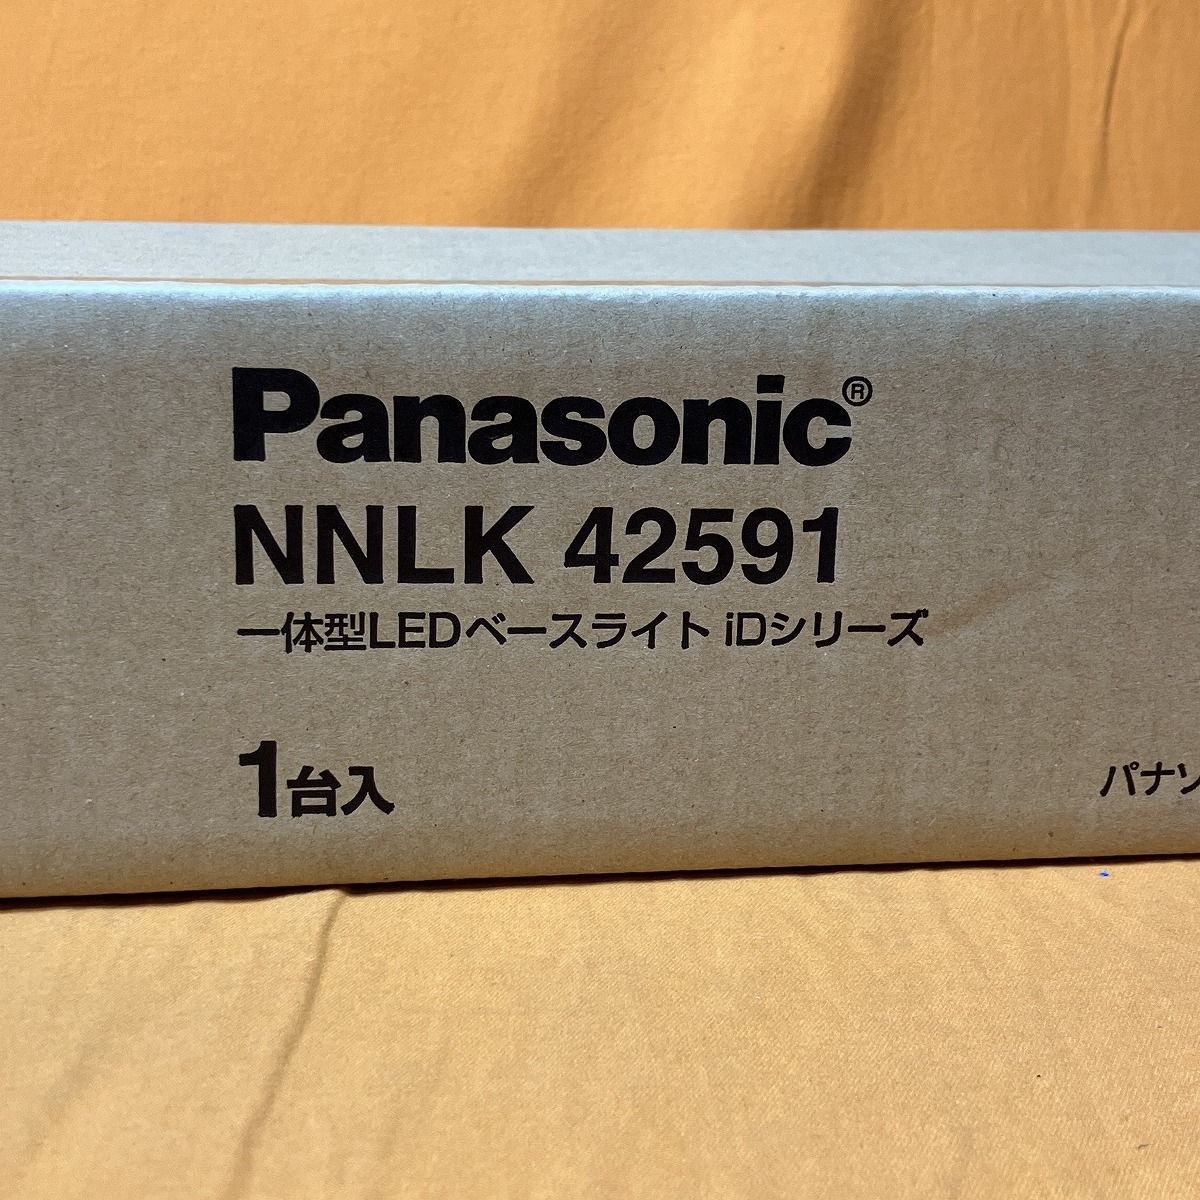 Panasonic®
NNLK 42591
一体型LEDベースライト iDシリーズ
1台入
パナソ